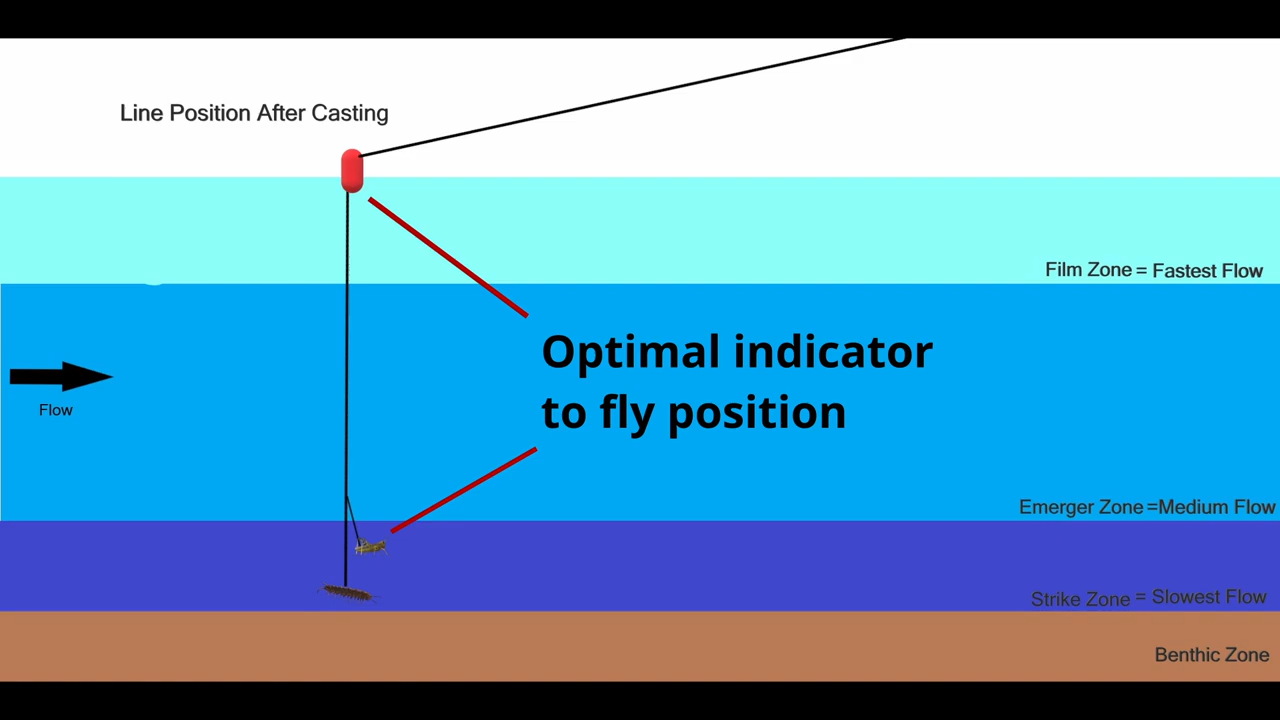 Line Position After Casting
Film Zone = Fastest Flow
Optimal indicator
to fly position
Flow
Emerger Zone =Medium Flow
Strike Zone = Slowest Flow
Benthic Zone